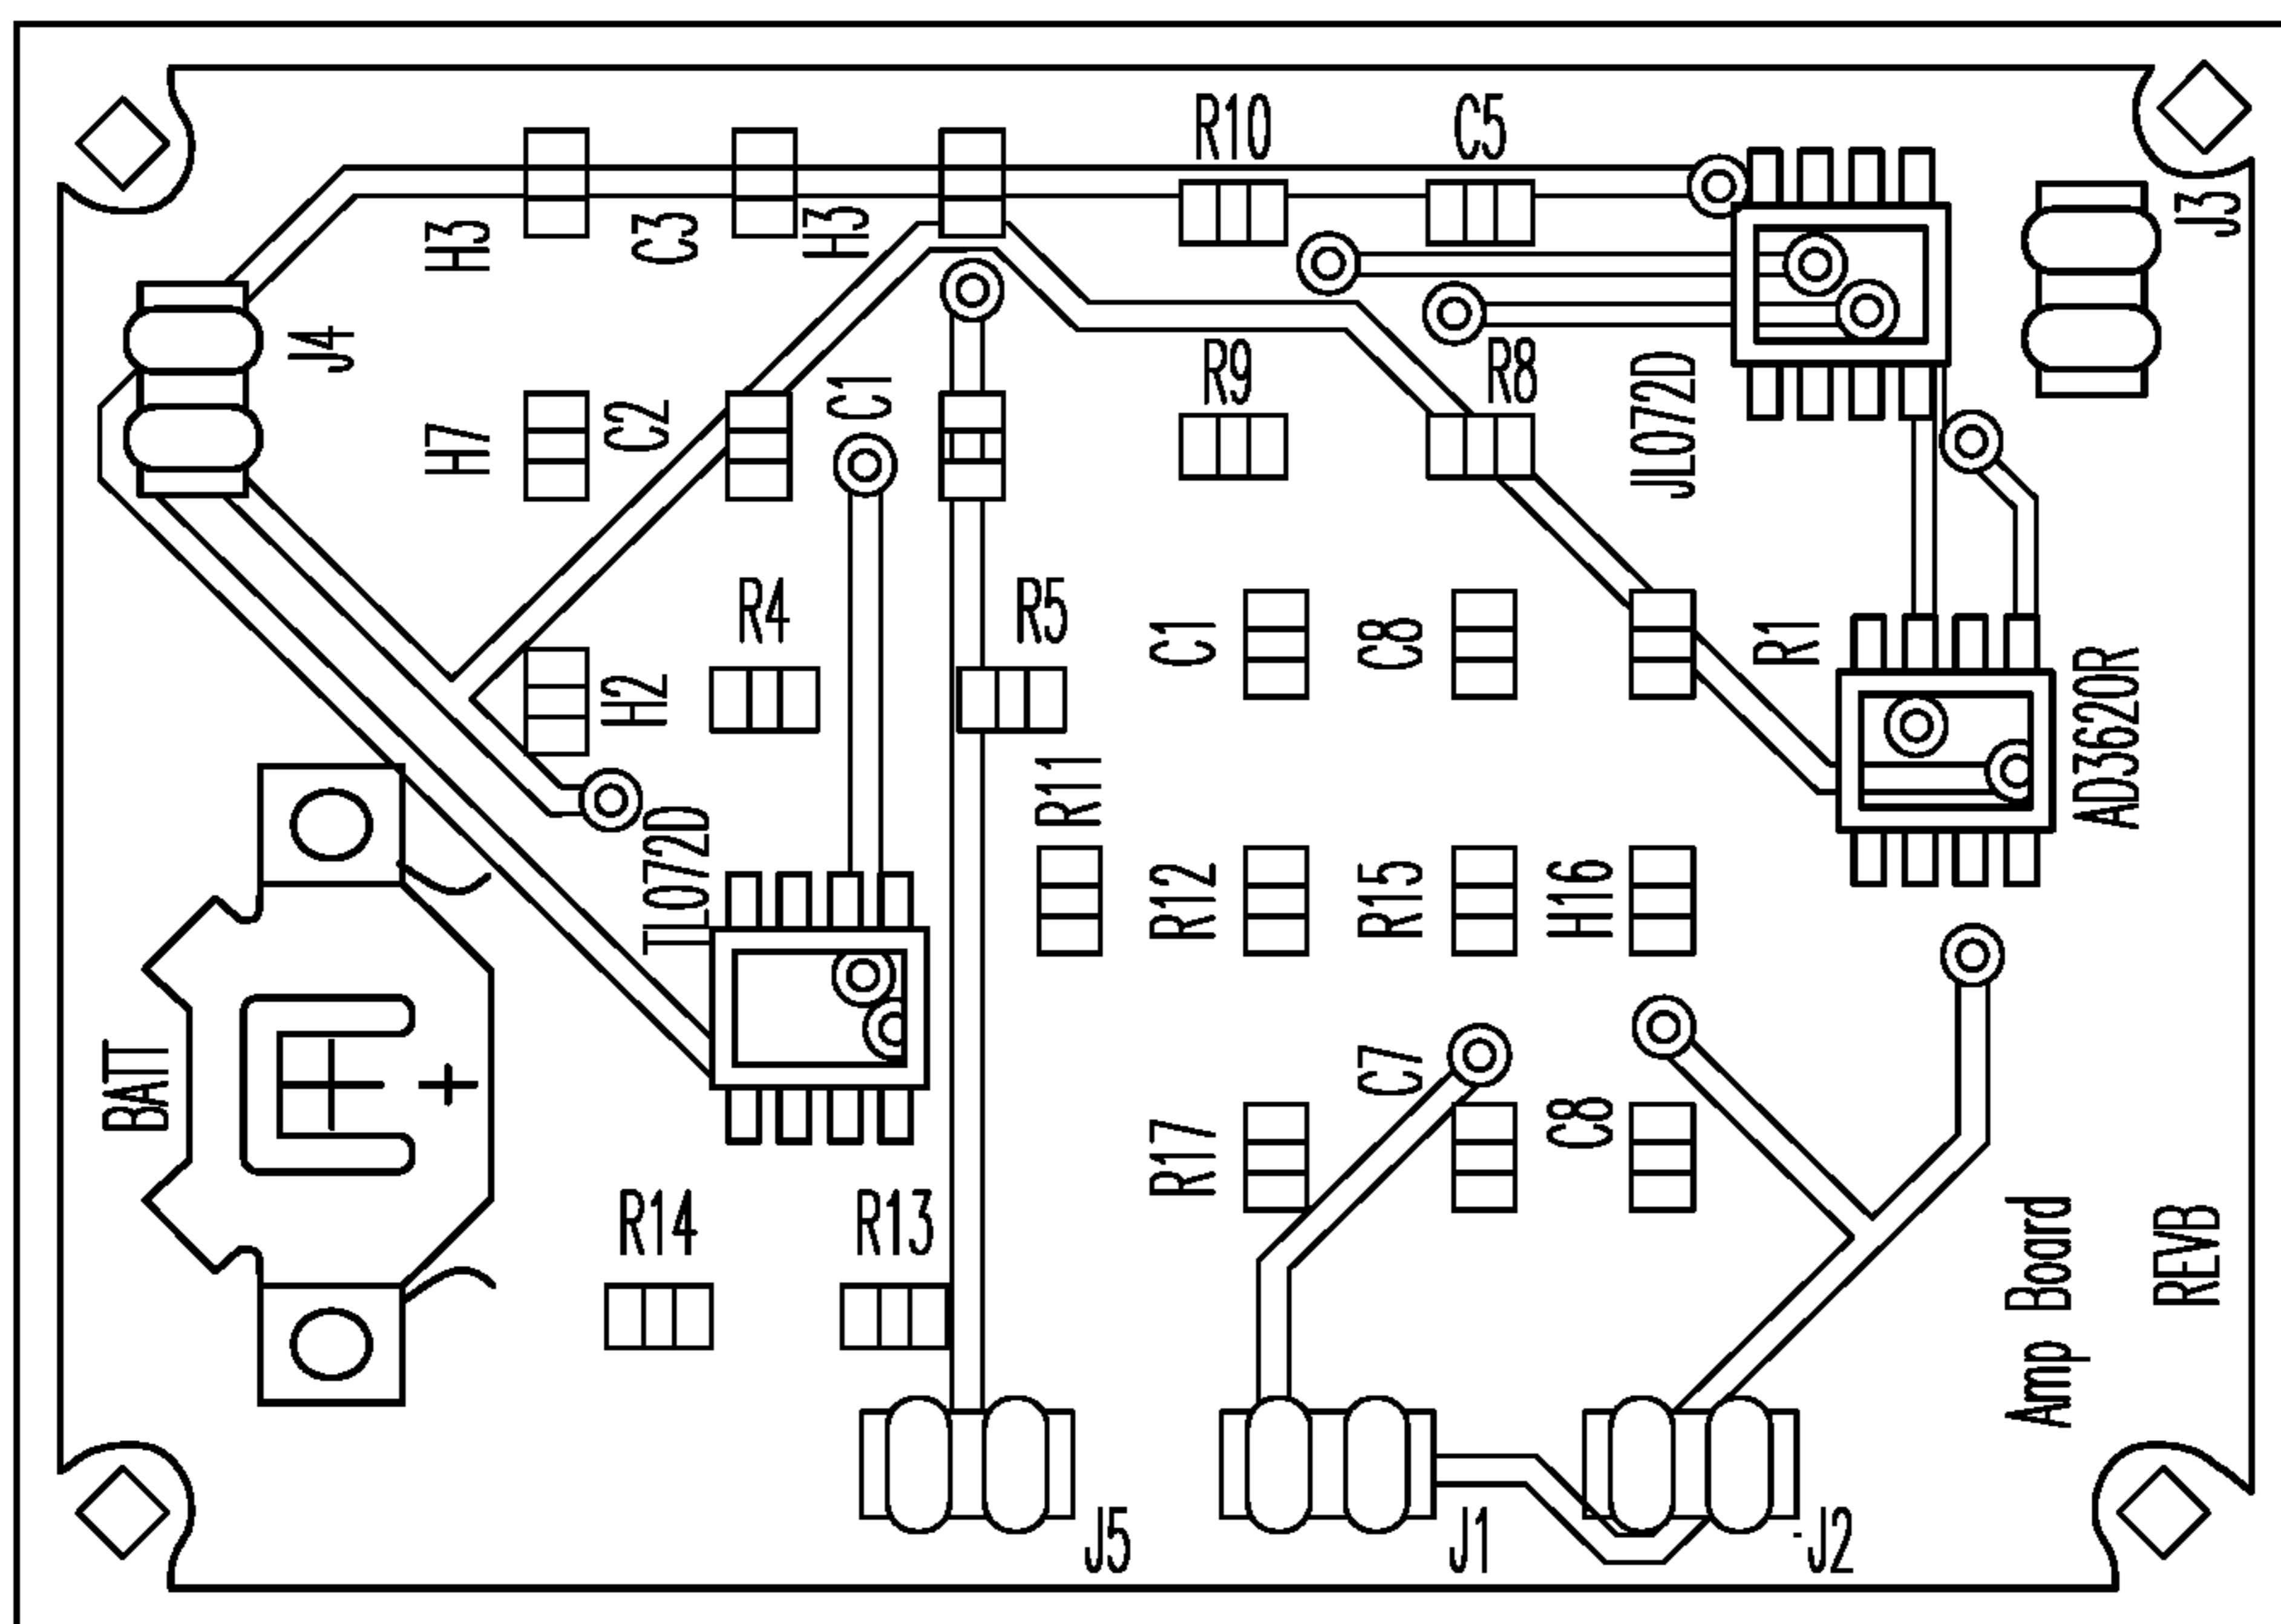 R10
C5
J3
H3
C3
H3
J4
R9
R8
JL072D
H7
C2
C1
R4
R5
C1
C8
R1
H2
AD3620R
R11
TL072D
R12
R15
H16
BATT
+
C7
C8
R17
R14
R13
Amp Board
REVB
J5
J1
J2